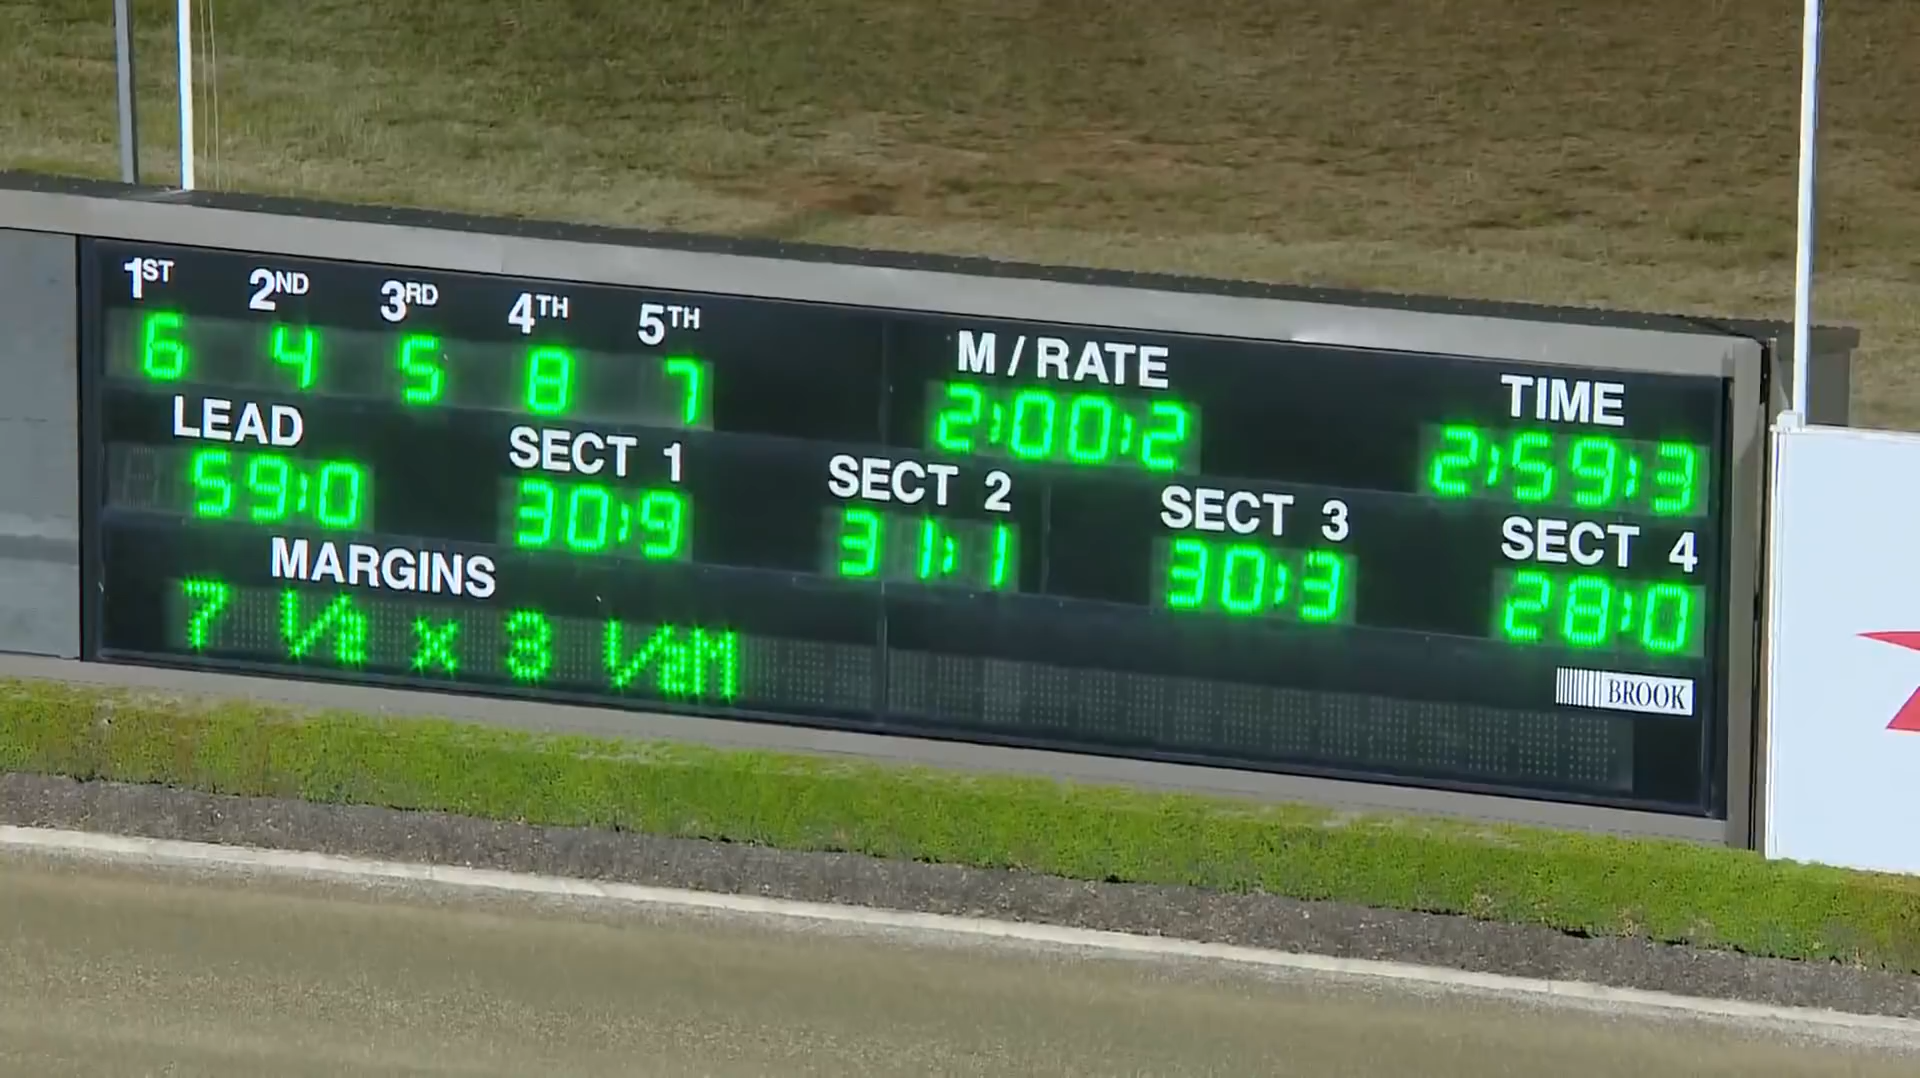 1ST 2ND 3RD 4TH 5TH M / RATE TIME
6 4 5 8 7 2:00:2 2:59:3
LEAD SECT 1 SECT 2 SECT 3 SECT 4
59:0 30:9 31:1 30:3 28:0
MARGINS
7 1/2 x 3 1/2M
BROOK